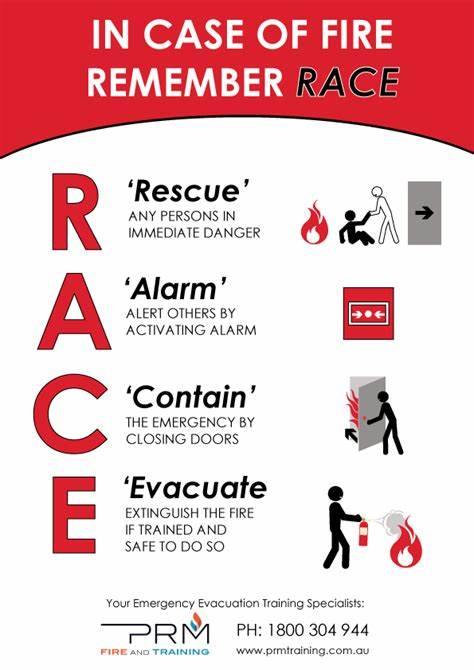 IN CASE OF FIRE
REMEMBER RACE
R
‘Rescue’
ANY PERSONS IN
IMMEDIATE DANGER
A
‘Alarm’
ALERT OTHERS BY
ACTIVATING ALARM
C
‘Contain’
THE EMERGENCY BY
CLOSING DOORS
E
‘Evacuate
EXTINGUISH THE FIRE
IF TRAINED AND
SAFE TO DO SO
Your Emergency Evacuation Training Specialists:
PRM
FIRE AND TRAINING
PH: 1800 304 944
www.prmtraining.com.au